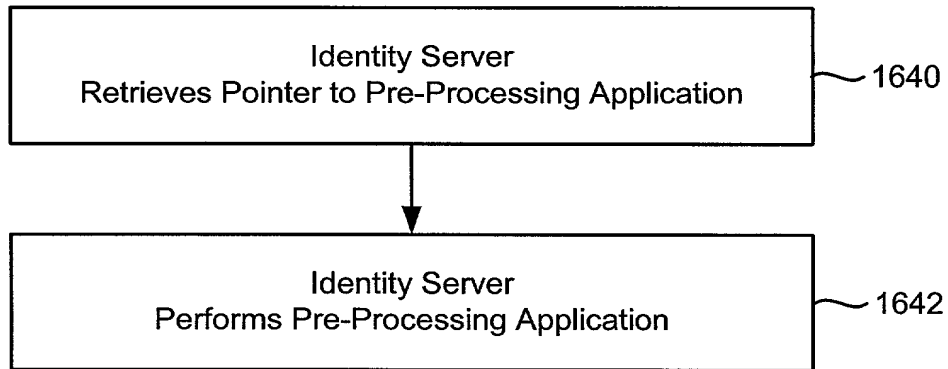 Identity Server
Retrieves Pointer to Pre-Processing Application
1640
Identity Server
Performs Pre-Processing Application
1642